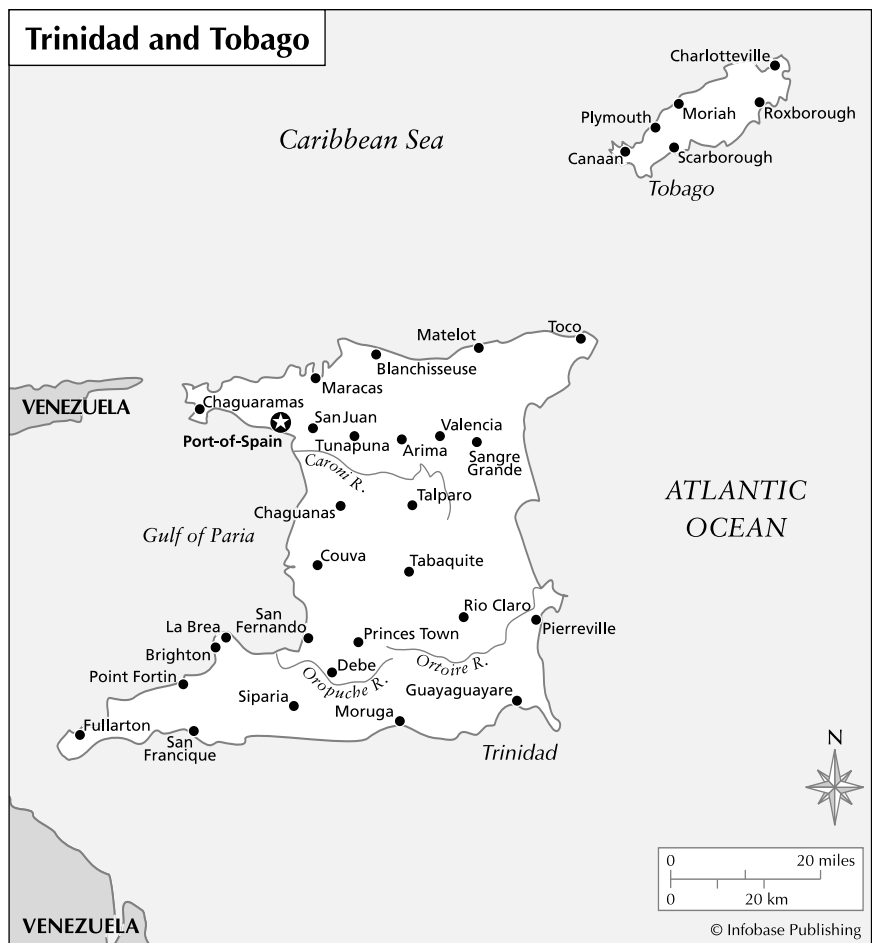 Trinidad and Tobago
Charlotteville
Caribbean Sea
Plymouth
Moriah
Roxborough
Canaan
Scarborough
Tobago
Toco
Matelot
Blanchisseuse
Maracas
VENEZUELA
Chaguaramas
San Juan
Valencia
Port-of-Spain
Tunapuna
Arima
Sangre
Grande
Caroni R.
Talparo
ATLANTIC
OCEAN
Chaguanas
Gulf of Paria
Couva
Tabaquite
Rio Claro
San
Fernando
La Brea
Princes Town
Pierreville
Brighton
Debe
Ortoire R.
Point Fortin
Oropuche R.
Siparia
Guayaguayare
Moruga
Fullarton
San
Francique
Trinidad
N
0 20 miles
0 20 km
VENEZUELA
© Infobase Publishing